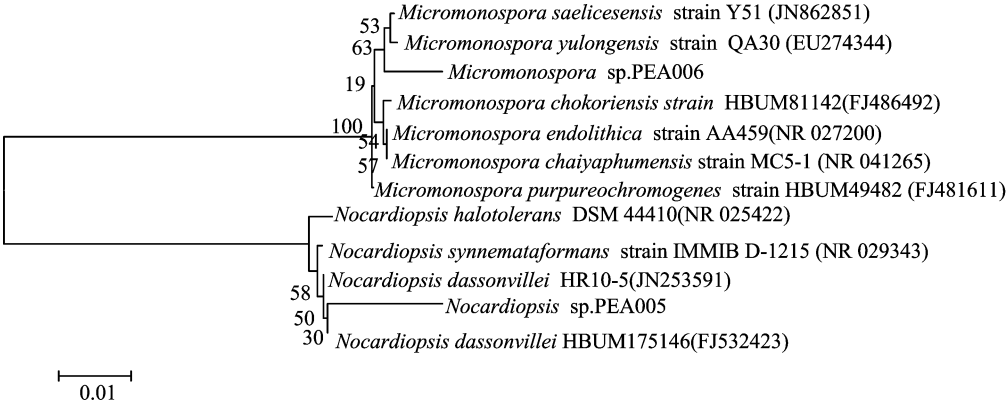 Micromonospora saelicesensis strain Y51 (JN862851)
53
Micromonospora yulongensis strain QA30 (EU274344)
63
Micromonospora sp.PEA006
19
Micromonospora chokoriensis strain HBUM81142(FJ486492)
100
Micromonospora endolithica strain AA459(NR 027200)
54
Micromonospora chaiyaphumensis strain MC5-1 (NR 041265)
57
Micromonospora purpureochromogenes strain HBUM49482 (FJ481611)
Nocardiopsis halotolerans DSM 44410(NR 025422)
Nocardiopsis synnemataformans strain IMMIB D-1215 (NR 029343)
Nocardiopsis dassonvillei HR10-5(JN253591)
58
Nocardiopsis sp.PEA005
50
30
Nocardiopsis dassonvillei HBUM175146(FJ532423)
0.01